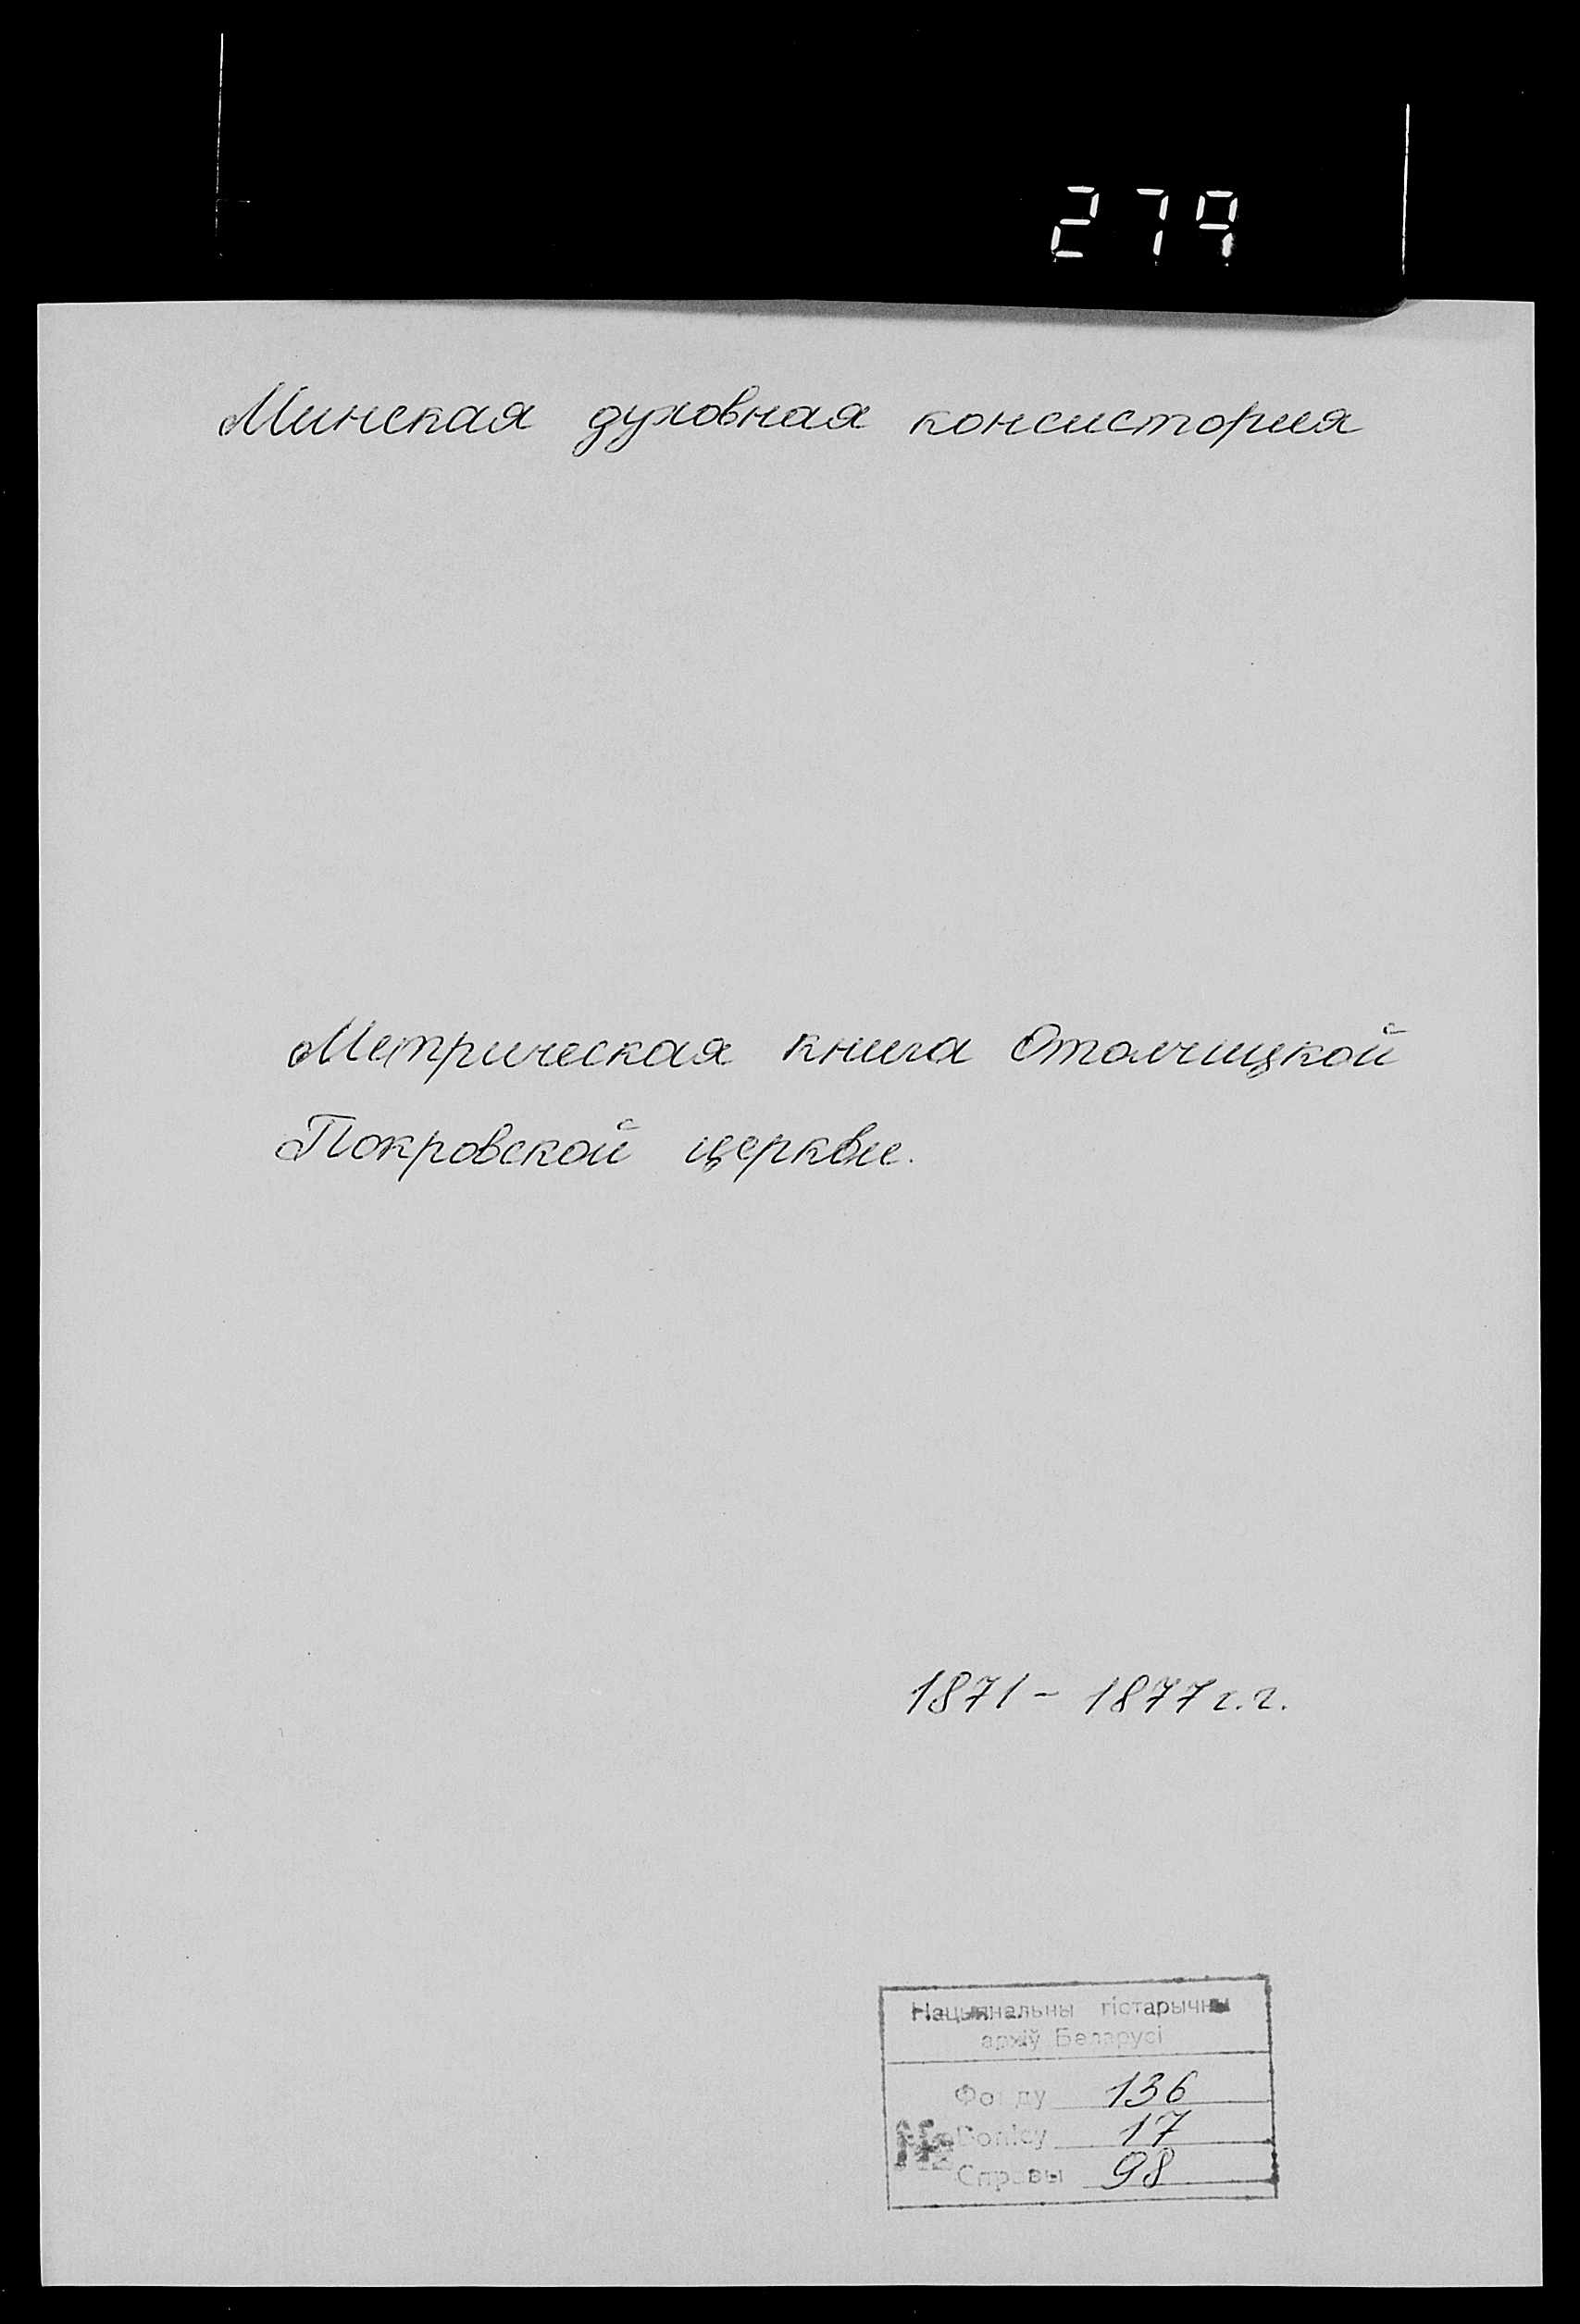 279
Минская духовная консистория
Метрическая книга Отолчицкой
Покровской церкви.
1871 - 1877 г.г.
Нацыянальны гістарычны
архіў Беларусі
Фонду 136
№ Вопісу 17
Справы 98